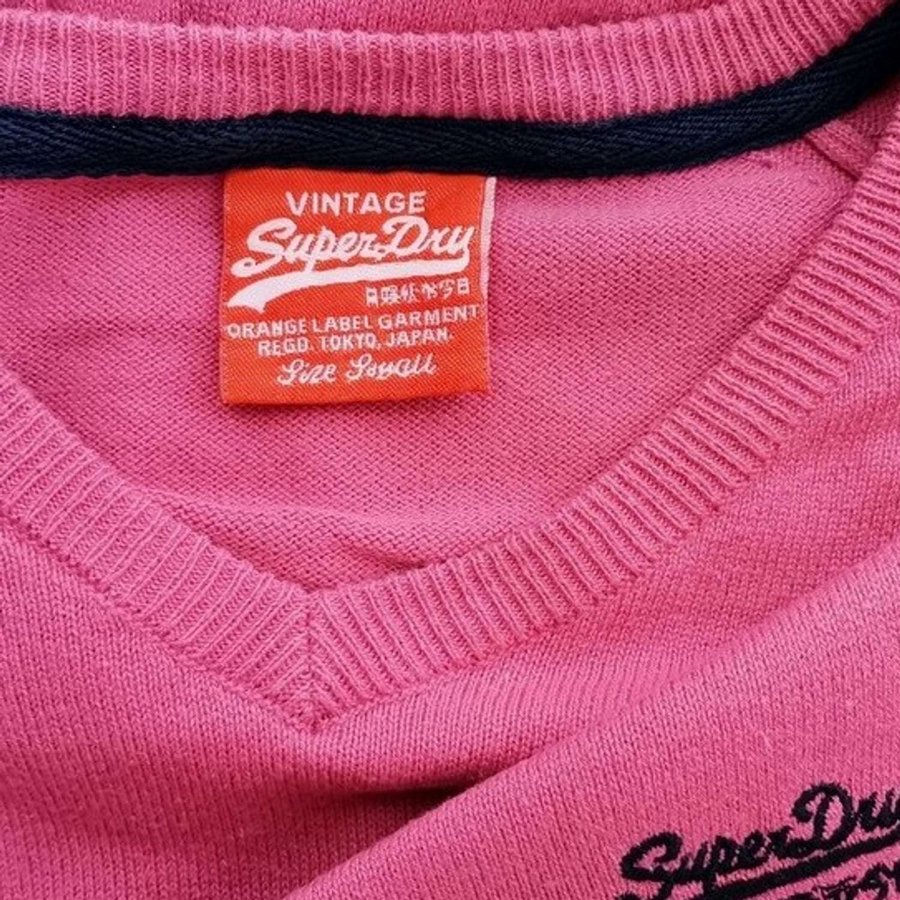 VINTAGE
SuperDry
ORANGE LABEL GARMENT
REGD. TOKYO, JAPAN.
Size Small
SuperDry